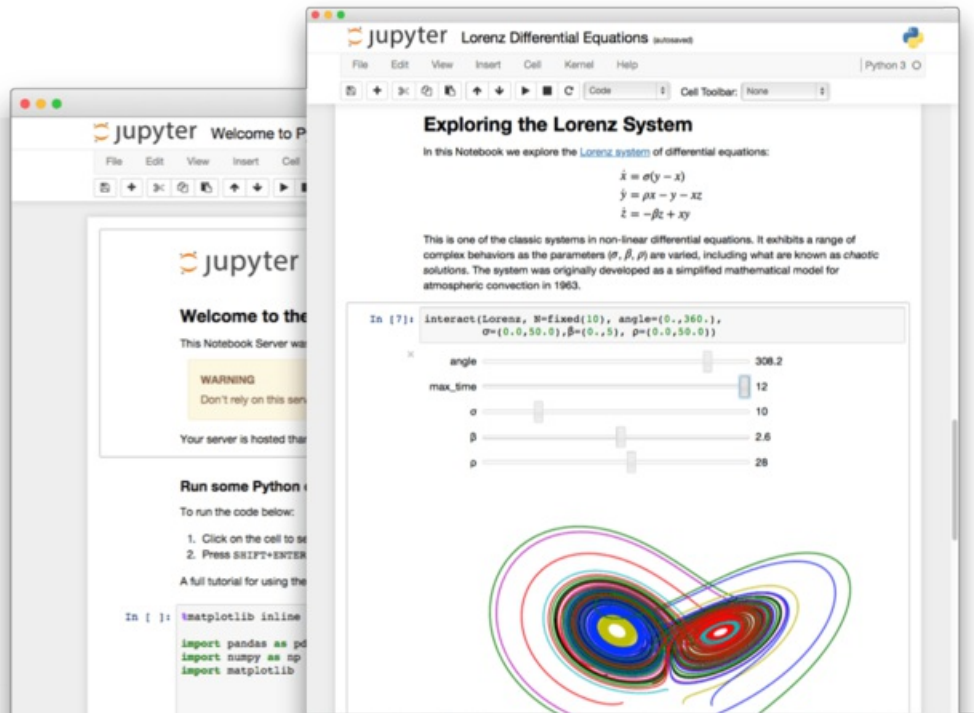 jupyter Lorenz Differential Equations (autosaved)
File Edit View Insert Cell Kernel Help Python 3
Code Cell Toolbar: None
Exploring the Lorenz System
In this Notebook we explore the Lorenz system of differential equations:
ẋ = σ(y − x)
ẏ = ρx − y − xz
ż = −βz + xy
This is one of the classic systems in non-linear differential equations. It exhibits a range of
complex behaviors as the parameters (σ, β, ρ) are varied, including what are known as chaotic
solutions. The system was originally developed as a simplified mathematical model for
atmospheric convection in 1963.
In [7]: interact(Lorenz, N=fixed(10), angle=(0.,360.),
σ=(0.0,50.0),β=(0.,5), ρ=(0.0,50.0))
angle 308.2
max_time 12
σ 10
β 2.6
ρ 28
jupyter Welcome to P
File Edit View Insert Cell
jupyter
Welcome to the
This Notebook Server was
WARNING
Don't rely on this serv
Your server is hosted than
Run some Python
To run the code below:
1. Click on the cell to se
2. Press SHIFT+ENTER
A full tutorial for using the
In [ ]: %matplotlib inline
import pandas as pd
import numpy as np
import matplotlib